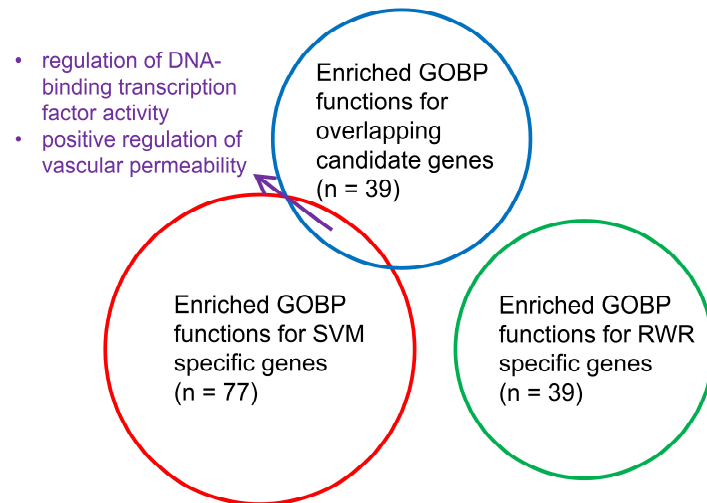 • regulation of DNA-
binding transcription
factor activity
• positive regulation of
vascular permeability
Enriched GOBP
functions for
overlapping
candidate genes
(n = 39)
Enriched GOBP
functions for SVM
specific genes
(n = 77)
Enriched GOBP
functions for RWR
specific genes
(n = 39)